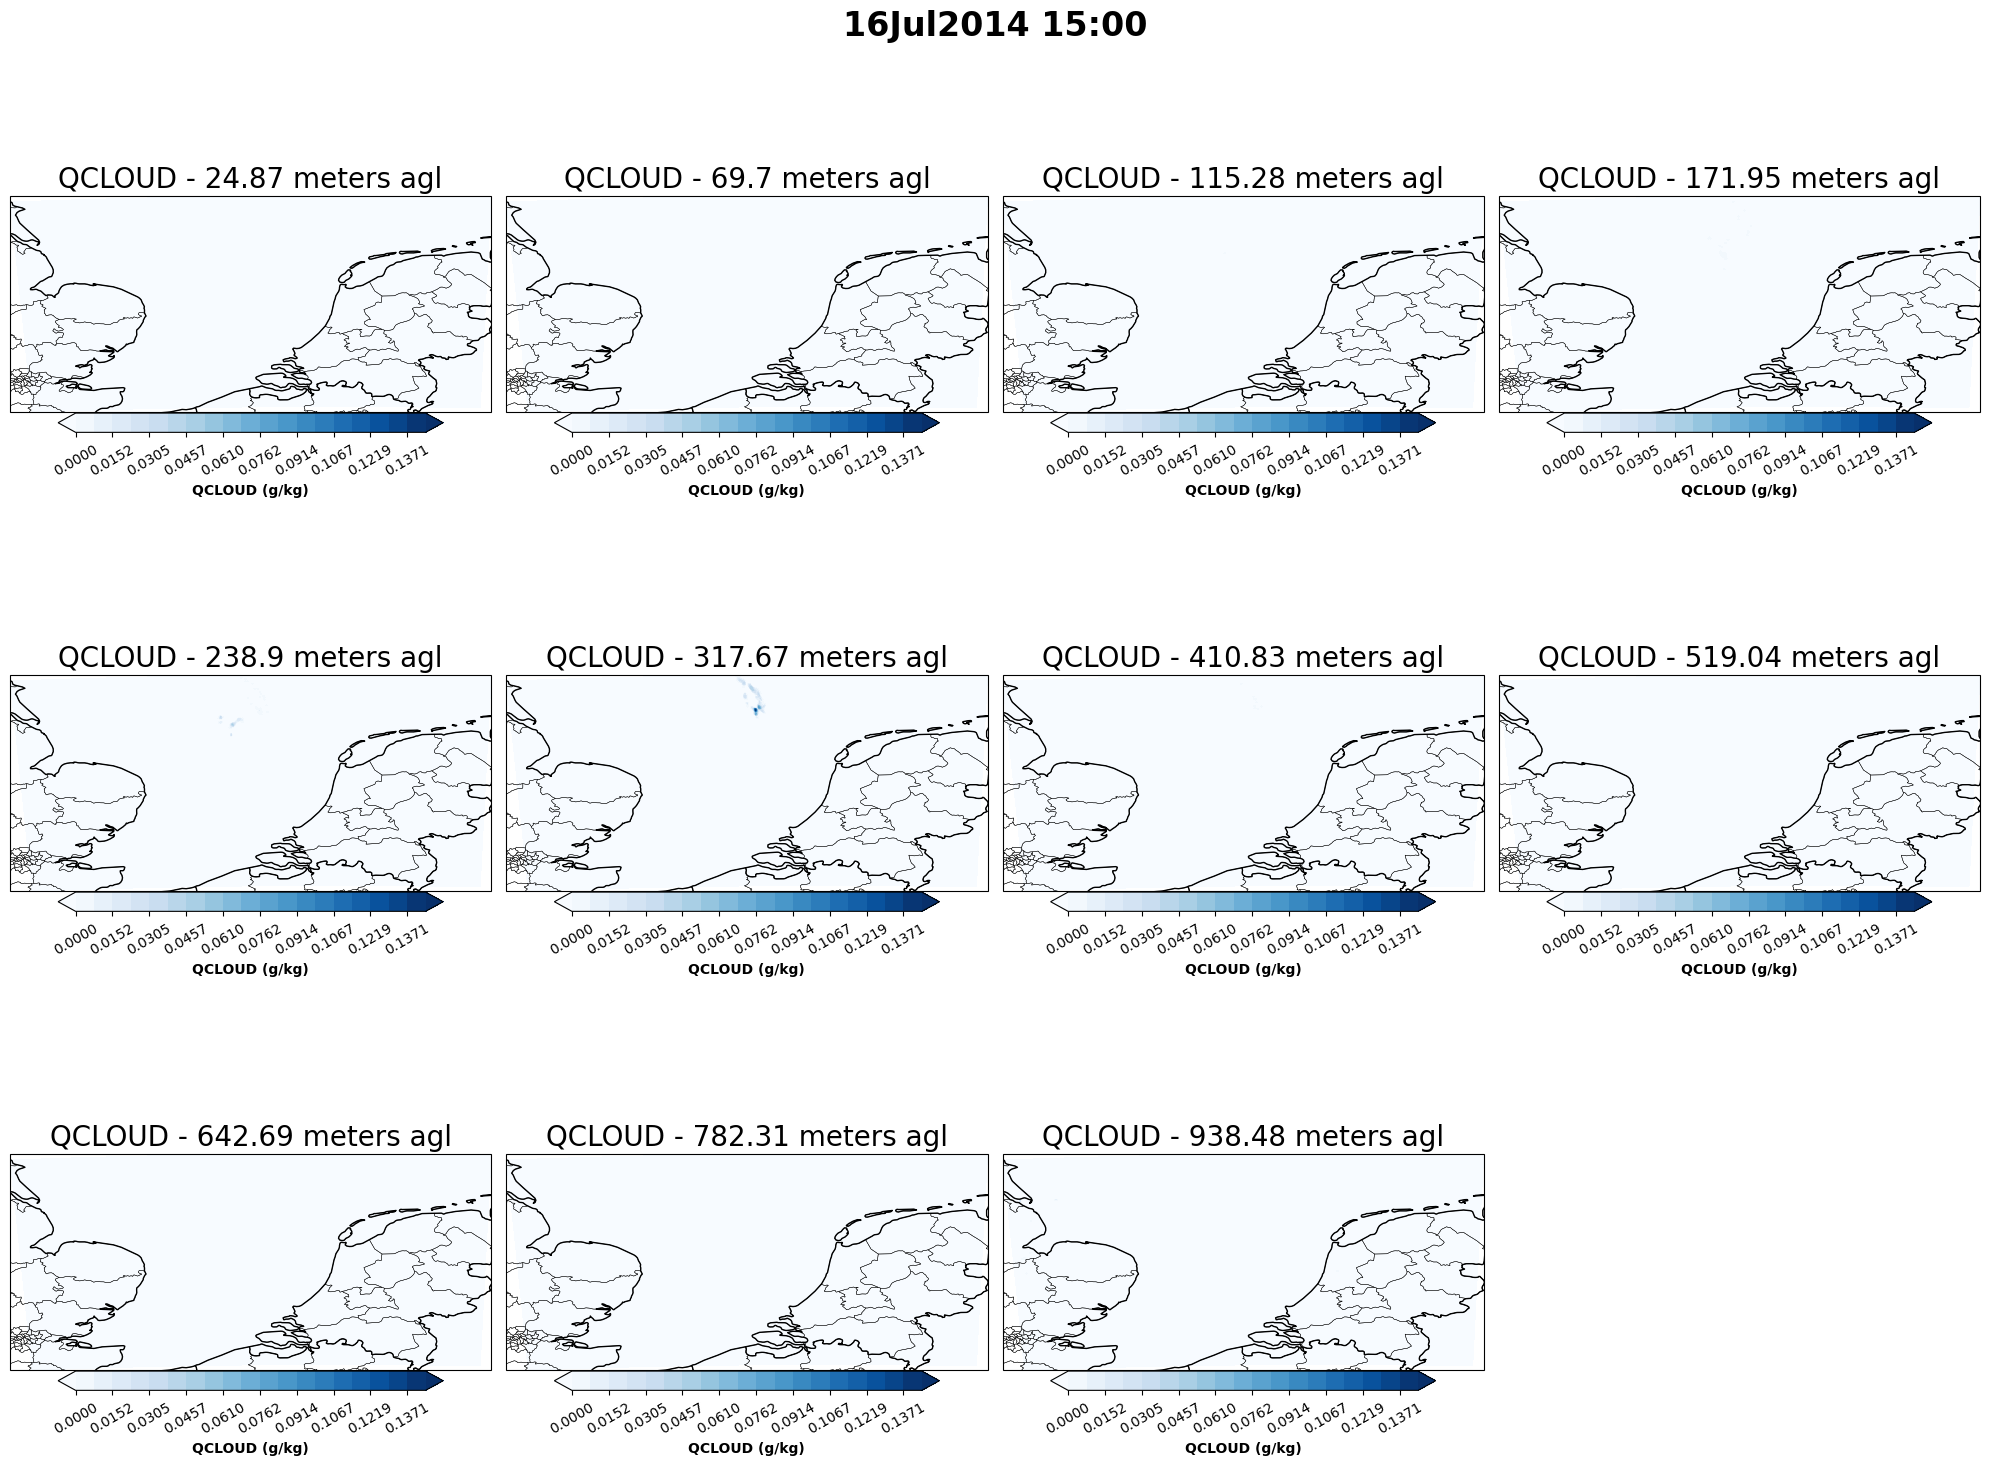 16Jul2014 15:00
QCLOUD - 24.87 meters agl
0.0000 0.0152 0.0305 0.0457 0.0610 0.0762 0.0914 0.1067 0.1219 0.1371
QCLOUD (g/kg)
QCLOUD - 69.7 meters agl
0.0000 0.0152 0.0305 0.0457 0.0610 0.0762 0.0914 0.1067 0.1219 0.1371
QCLOUD (g/kg)
QCLOUD - 115.28 meters agl
0.0000 0.0152 0.0305 0.0457 0.0610 0.0762 0.0914 0.1067 0.1219 0.1371
QCLOUD (g/kg)
QCLOUD - 171.95 meters agl
0.0000 0.0152 0.0305 0.0457 0.0610 0.0762 0.0914 0.1067 0.1219 0.1371
QCLOUD (g/kg)
QCLOUD - 238.9 meters agl
0.0000 0.0152 0.0305 0.0457 0.0610 0.0762 0.0914 0.1067 0.1219 0.1371
QCLOUD (g/kg)
QCLOUD - 317.67 meters agl
0.0000 0.0152 0.0305 0.0457 0.0610 0.0762 0.0914 0.1067 0.1219 0.1371
QCLOUD (g/kg)
QCLOUD - 410.83 meters agl
0.0000 0.0152 0.0305 0.0457 0.0610 0.0762 0.0914 0.1067 0.1219 0.1371
QCLOUD (g/kg)
QCLOUD - 519.04 meters agl
0.0000 0.0152 0.0305 0.0457 0.0610 0.0762 0.0914 0.1067 0.1219 0.1371
QCLOUD (g/kg)
QCLOUD - 642.69 meters agl
0.0000 0.0152 0.0305 0.0457 0.0610 0.0762 0.0914 0.1067 0.1219 0.1371
QCLOUD (g/kg)
QCLOUD - 782.31 meters agl
0.0000 0.0152 0.0305 0.0457 0.0610 0.0762 0.0914 0.1067 0.1219 0.1371
QCLOUD (g/kg)
QCLOUD - 938.48 meters agl
0.0000 0.0152 0.0305 0.0457 0.0610 0.0762 0.0914 0.1067 0.1219 0.1371
QCLOUD (g/kg)